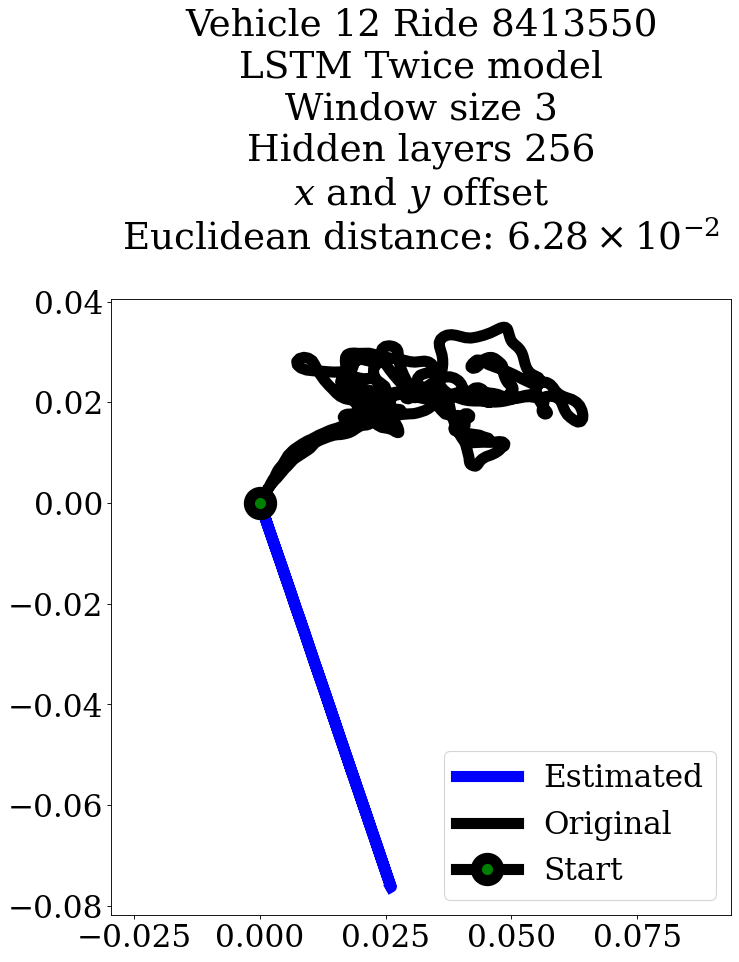 Vehicle 12 Ride 8413550
LSTM Twice model
Window size 3
Hidden layers 256
x and y offset
Euclidean distance: 6.28 × 10⁻²
0.04
0.02
0.00
−0.02
−0.04
−0.06
−0.08
Estimated
Original
Start
−0.025 0.000 0.025 0.050 0.075